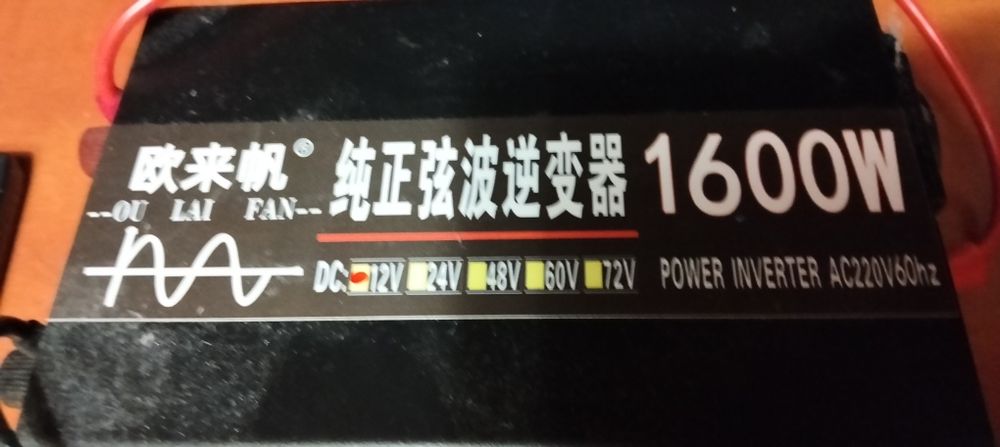 欧来帆®
--OU LAI FAN--
纯正弦波逆变器
1600W
DC: 12V 24V 48V 60V 72V
POWER INVERTER AC220V60hz